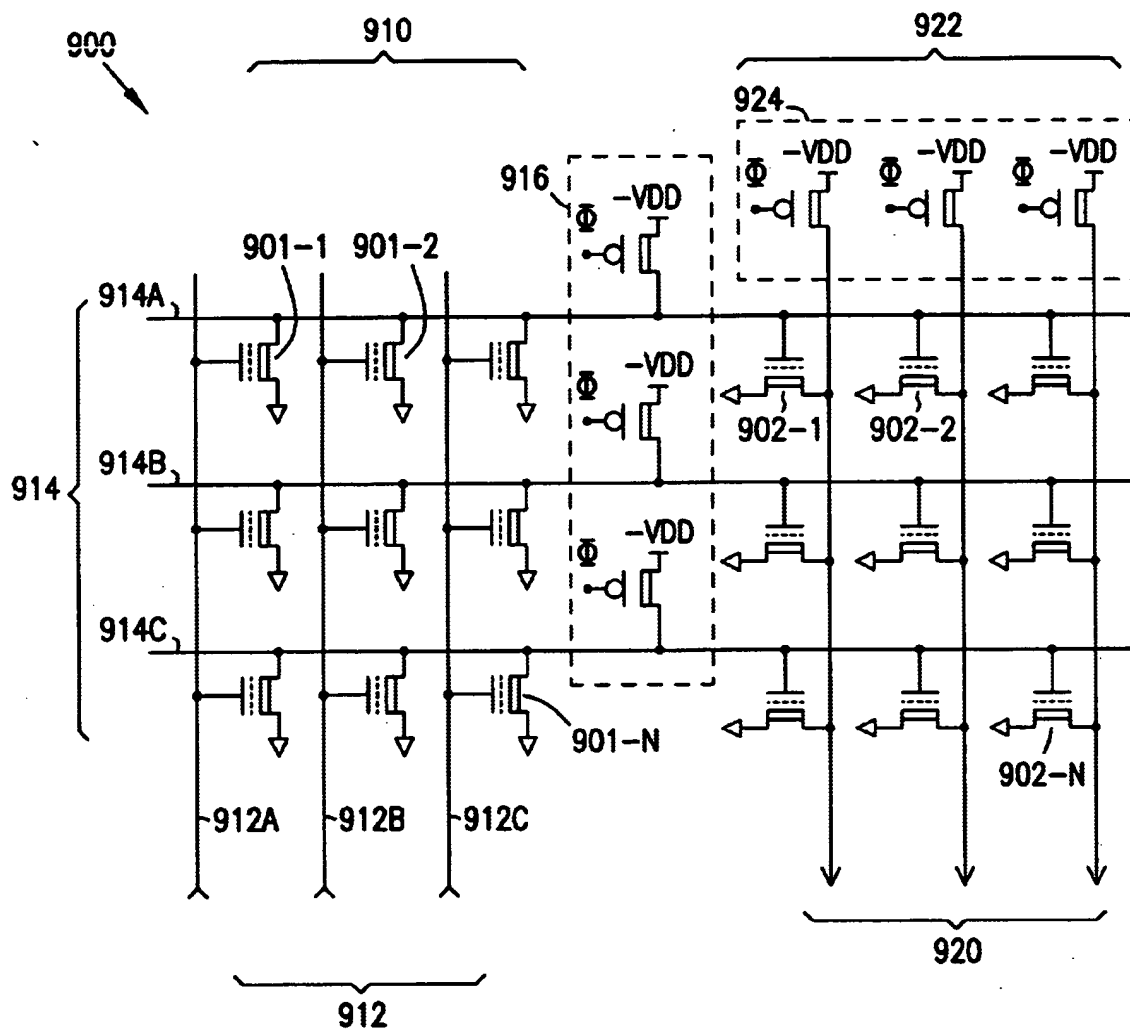 900
910
922
924
Φ -VDD Φ -VDD Φ -VDD
916
Φ -VDD
901-1 901-2
914A
Φ -VDD
902-1 902-2
914B
914
Φ -VDD
914C
901-N
902-N
912A 912B 912C
920
912